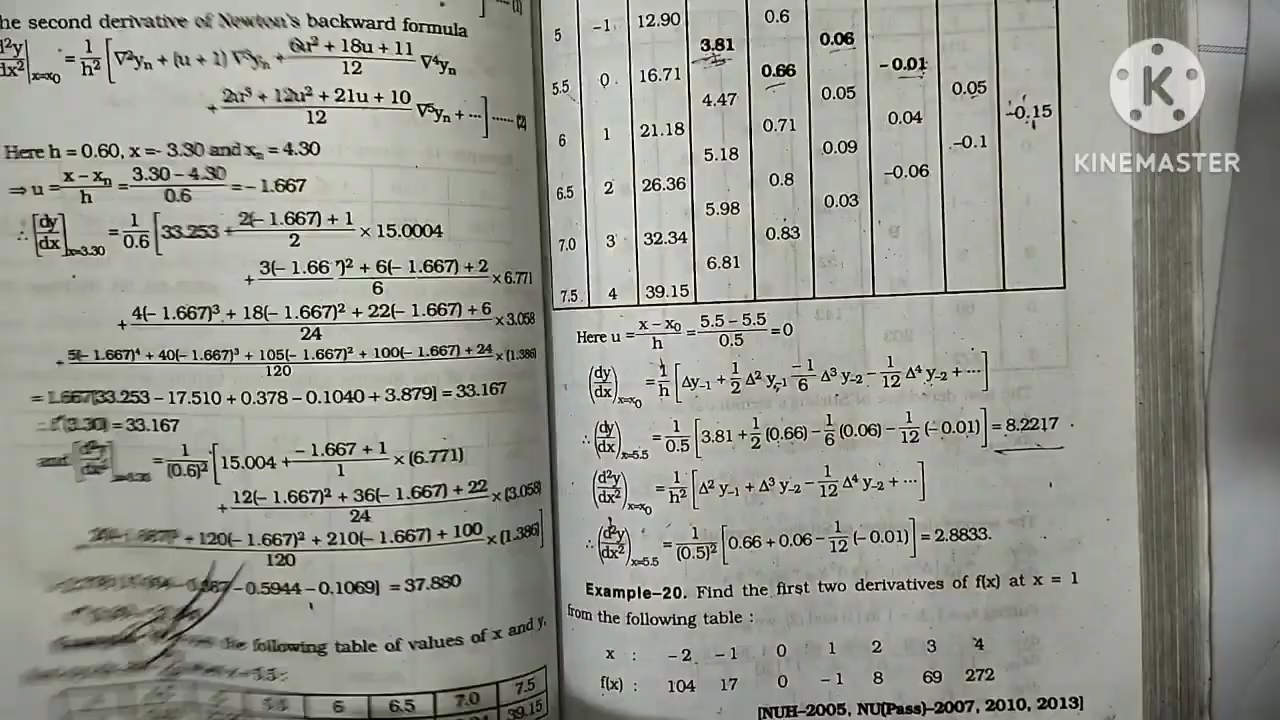 he second derivative of Newton's backward formula
d²y/dx²|x=x₀ = 1/h² [∇²yₙ + (u + 1) ∇³yₙ + 6u² + 18u + 11/12 ∇⁴yₙ
+ 2u³ + 12u² + 21u + 10/12 ∇⁵yₙ + ···] ······ (2)
Here h = 0.60, x = - 3.30 and xₙ = 4.30
⇒ u = x – xₙ/h = 3.30 – 4.30/0.6 = – 1.667
∴ [dy/dx]x=3.30 = 1/0.6 [33.253 + 2(– 1.667) + 1/2 × 15.0004
+ 3(– 1.66 )² + 6(– 1.667) + 2/6 × 6.771
+ 4(– 1.667)³ + 18(– 1.667)² + 22(– 1.667) + 6/24 × 3.058
+ 5(– 1.667)⁴ + 40(– 1.667)³ + 105(– 1.667)² + 100(– 1.667) + 24/120 × (1.386)
= 1.667[33.253 – 17.510 + 0.378 – 0.1040 + 3.879] = 33.167
(3.30) = 33.167
and = 1/(0.6)² [15.004 + – 1.667 + 1/1 × (6.771)
+ 12(– 1.667)² + 36(– 1.667) + 22/24 × (3.058)
+ 120(– 1.667)² + 210(– 1.667) + 100/120 × (1.386)]
– 0.5944 – 0.1069] = 37.880
the following table of values of x and y,
6 6.5 7.0 7.5
39.15
5 –1 12.90 0.6
3.81 0.06
5.5 0 16.71 0.66 – 0.01
4.47 0.05 0.05
6 1 21.18 0.71 0.04 –0.15
5.18 0.09 –0.1
6.5 2 26.36 0.8 –0.06
5.98 0.03
7.0 3 32.34 0.83
6.81
7.5 4 39.15
Here u = x – x₀/h = 5.5 – 5.5/0.5 = 0
(dy/dx)x=x₀ = 1/h [Δy₋₁ + 1/2 Δ² y₋₁ –1/6 Δ³ y₋₂ – 1/12 Δ⁴ y₋₂ + ···]
∴ (dy/dx)x=5.5 = 1/0.5 [3.81 + 1/2 (0.66) – 1/6 (0.06) – 1/12 (– 0.01)] = 8.2217
(d²y/dx²)x=x₀ = 1/h² [Δ² y₋₁ + Δ³ y₋₂ – 1/12 Δ⁴ y₋₂ + ···]
∴ (d²y/dx²)x=5.5 = 1/(0.5)² [0.66 + 0.06 – 1/12 (– 0.01)] = 2.8833.
Example–20. Find the first two derivatives of f(x) at x = 1
from the following table :
x : – 2 – 1 0 1 2 3 4
f(x) : 104 17 0 – 1 8 69 272
[NUH–2005, NU(Pass)–2007, 2010, 2013]
K
KINEMASTER